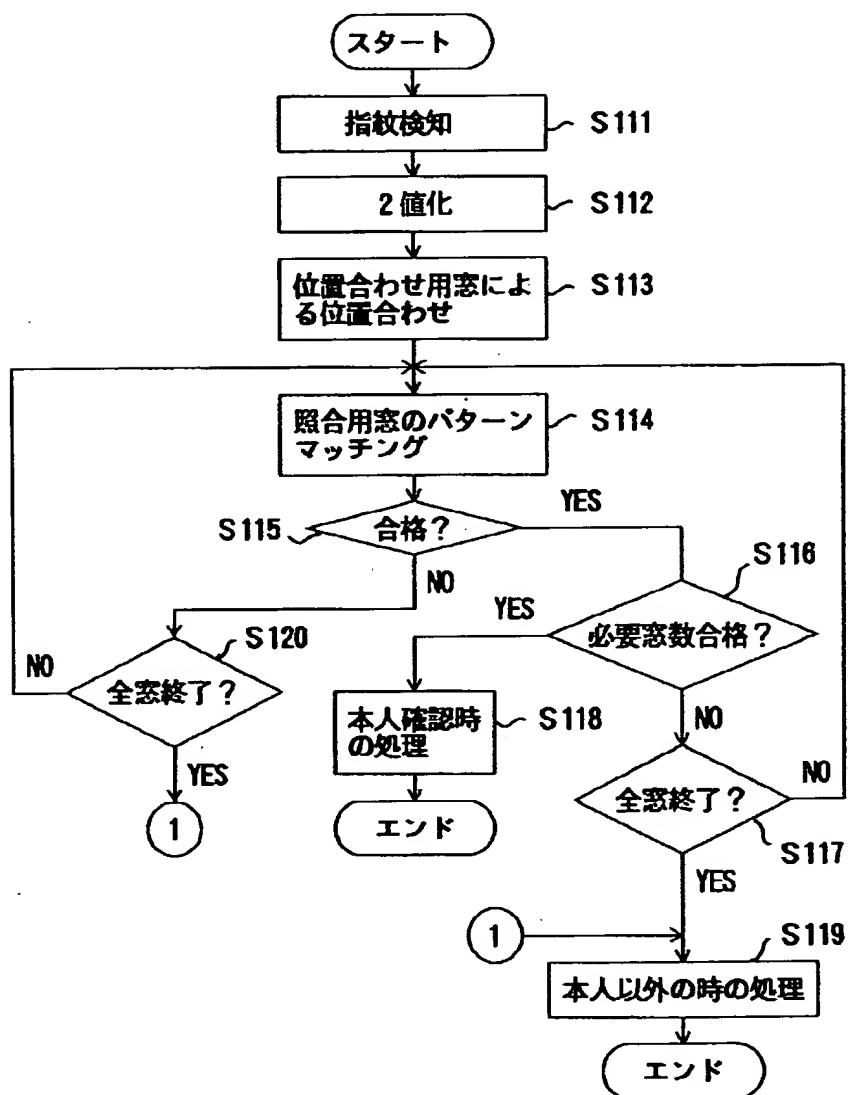 スタート
指紋検知
S111
2値化
S112
位置合わせ用窓によ
る位置合わせ
S113
照合用窓のパターン
マッチング
S114
合格?
S115
YES
NO
必要窓数合格?
S116
YES
NO
全窓終了?
S120
NO
YES
1
本人確認時
の処理
S118
エンド
全窓終了?
S117
NO
YES
1
本人以外の時の処理
S119
エンド